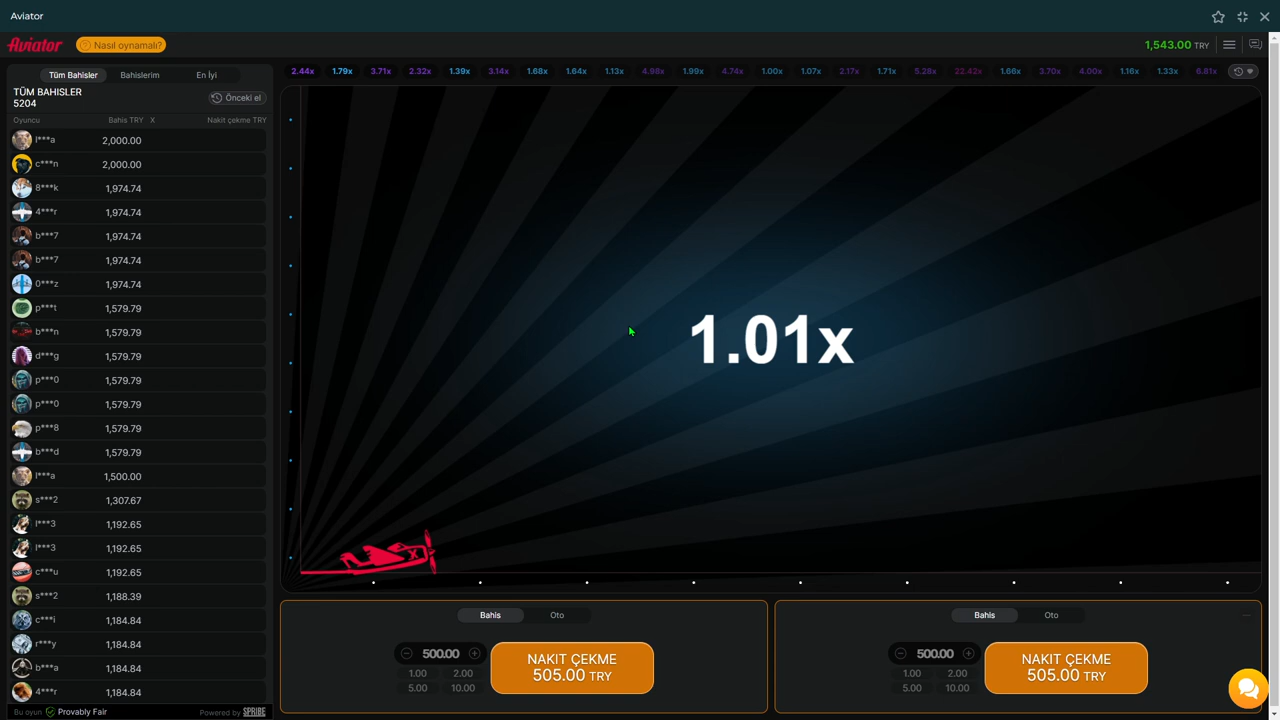 Aviator
Aviator
? Nasıl oynamalı?
1,543.00 TRY
Tüm Bahisler Bahislerim En İyi
2.44x 1.79x 3.71x 2.32x 1.39x 3.14x 1.68x 1.64x 1.13x 4.98x 1.99x 4.74x 1.00x 1.07x 2.17x 1.71x 5.28x 22.42x 1.66x 3.70x 4.00x 1.16x 1.33x 6.81x
TÜM BAHISLER
5204
Önceki el
Oyuncu Bahis TRY X Nakit çekme TRY
l***a 2,000.00
c***n 2,000.00
8***k 1,974.74
4***r 1,974.74
b***7 1,974.74
b***7 1,974.74
0***z 1,974.74
p***t 1,579.79
b***n 1,579.79
d***g 1,579.79
p***0 1,579.79
p***0 1,579.79
p***8 1,579.79
b***d 1,579.79
l***a 1,500.00
s***2 1,307.67
l***3 1,192.65
l***3 1,192.65
c***u 1,192.65
s***2 1,188.39
c***i 1,184.84
r***y 1,184.84
b***a 1,184.84
4***r 1,184.84
Bu oyun Provably Fair Powered by SPRIBE
1.01x
X
Bahis Oto
500.00
1.00 2.00
5.00 10.00
NAKIT ÇEKME
505.00 TRY
Bahis Oto
500.00
1.00 2.00
5.00 10.00
NAKIT ÇEKME
505.00 TRY